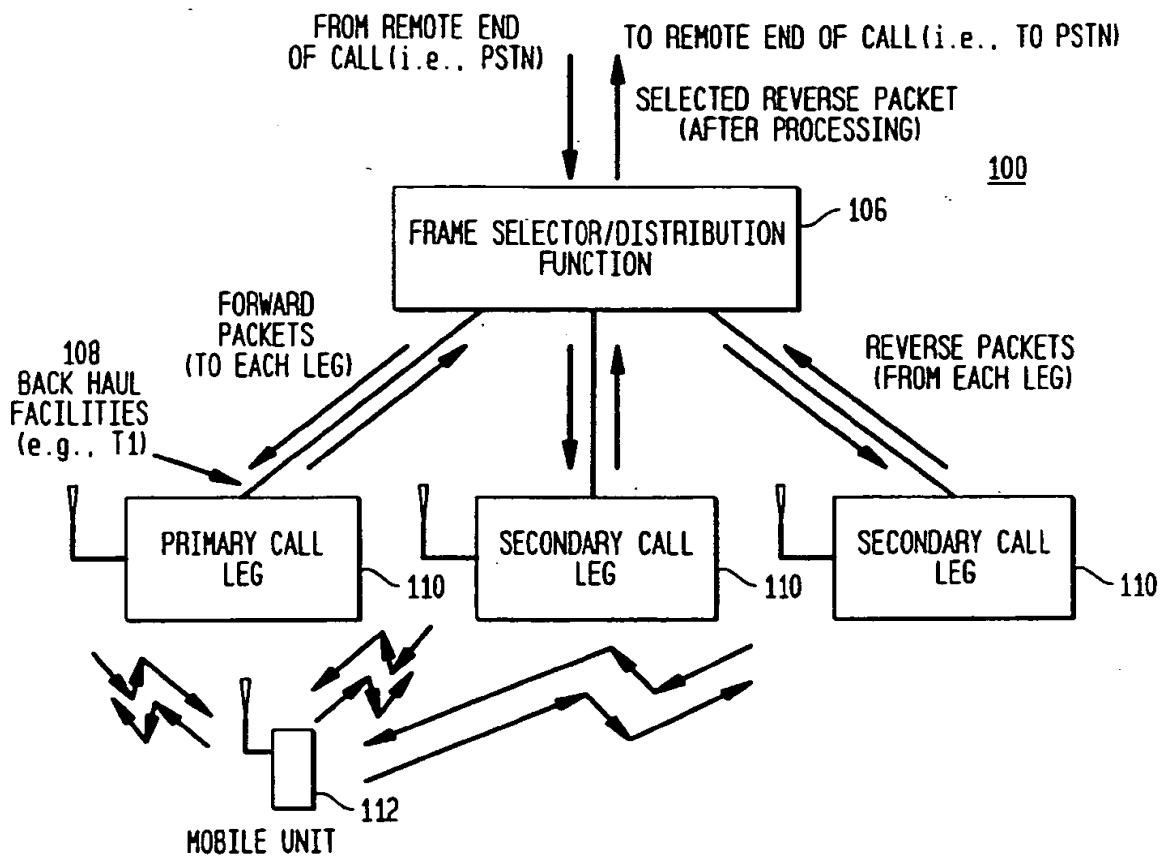 FROM REMOTE END
OF CALL(i.e., PSTN)
TO REMOTE END OF CALL(i.e., TO PSTN)
SELECTED REVERSE PACKET
(AFTER PROCESSING)
100
106
FRAME SELECTOR/DISTRIBUTION
FUNCTION
FORWARD
PACKETS
(TO EACH LEG)
108
BACK HAUL
FACILITIES
(e.g., T1)
REVERSE PACKETS
(FROM EACH LEG)
PRIMARY CALL
LEG
110
SECONDARY CALL
LEG
110
SECONDARY CALL
LEG
110
112
MOBILE UNIT